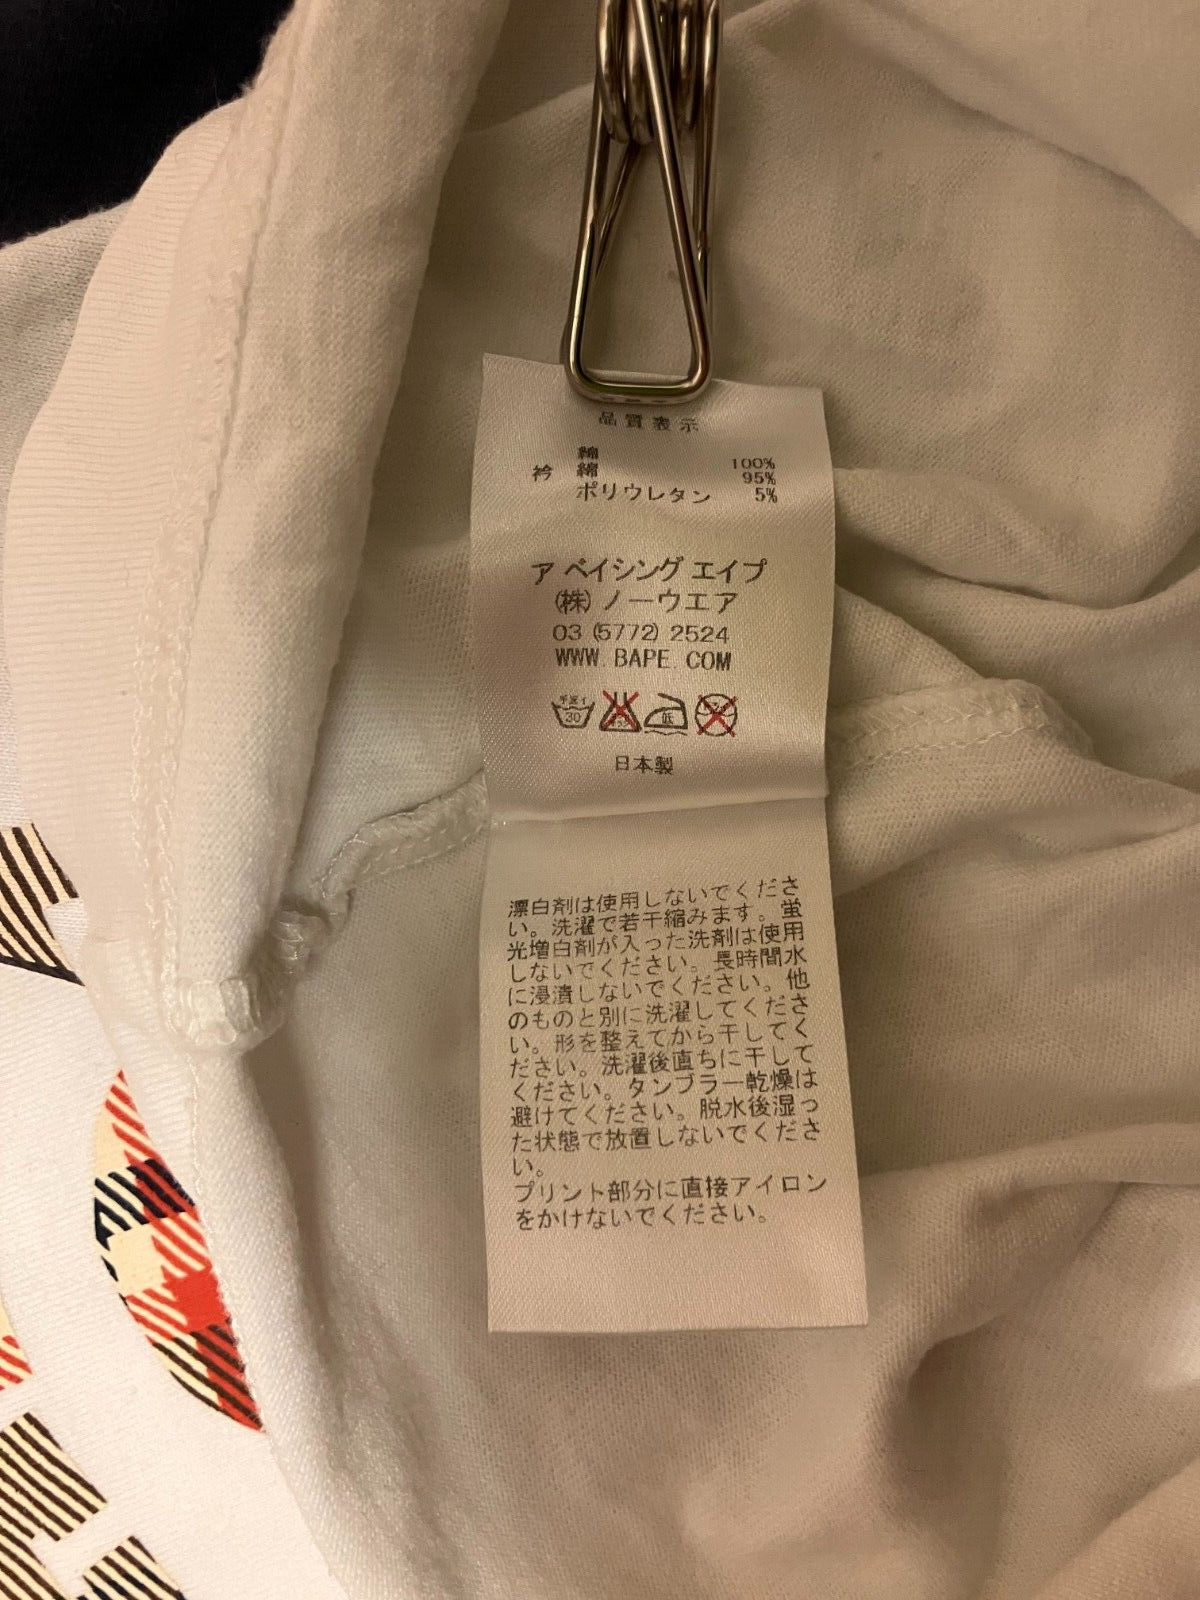 品質表示
綿 100%
衿 綿 95%
ポリウレタン 5%
ア ベイシング エイプ
(株) ノーウエア
03 (5772) 2524
WWW. BAPE. COM
手洗イ
30
低
日本製
漂白剤は使用しないでくださ
い。洗濯で若干縮みます。蛍
光増白剤が入った洗剤は使用
しないでください。長時間水
に浸漬しないでください。他
のものと別に洗濯してくださ
い。形を整えてから干してく
ださい。洗濯後直ちに干して
ください。タンブラー乾燥は
避けてください。脱水後湿っ
た状態で放置しないでくださ
い。
プリント部分に直接アイロン
をかけないでください。